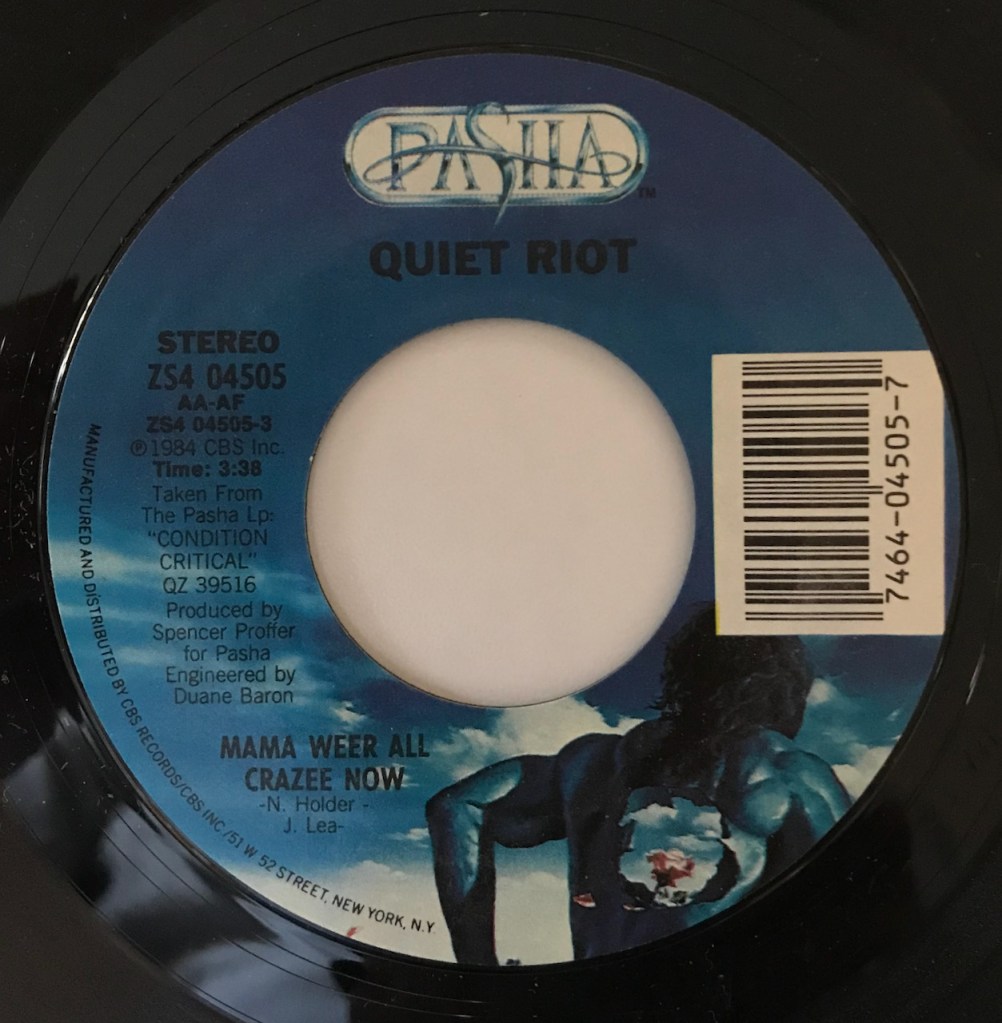 PASHA
TM
QUIET RIOT
STEREO
ZS4 04505
AA-AF
ZS4 04505-3
℗1984 CBS Inc.
Time: 3:38
Taken From
The Pasha Lp:
"CONDITION
CRITICAL"
QZ 39516
Produced by
Spencer Proffer
for Pasha
Engineered by
Duane Baron
MAMA WEER ALL
CRAZEE NOW
-N. Holder -
J. Lea-
7464-04505-7
MANUFACTURED AND DISTRIBUTED BY CBS RECORDS/CBS INC./51 W 52 STREET, NEW YORK, N.Y.